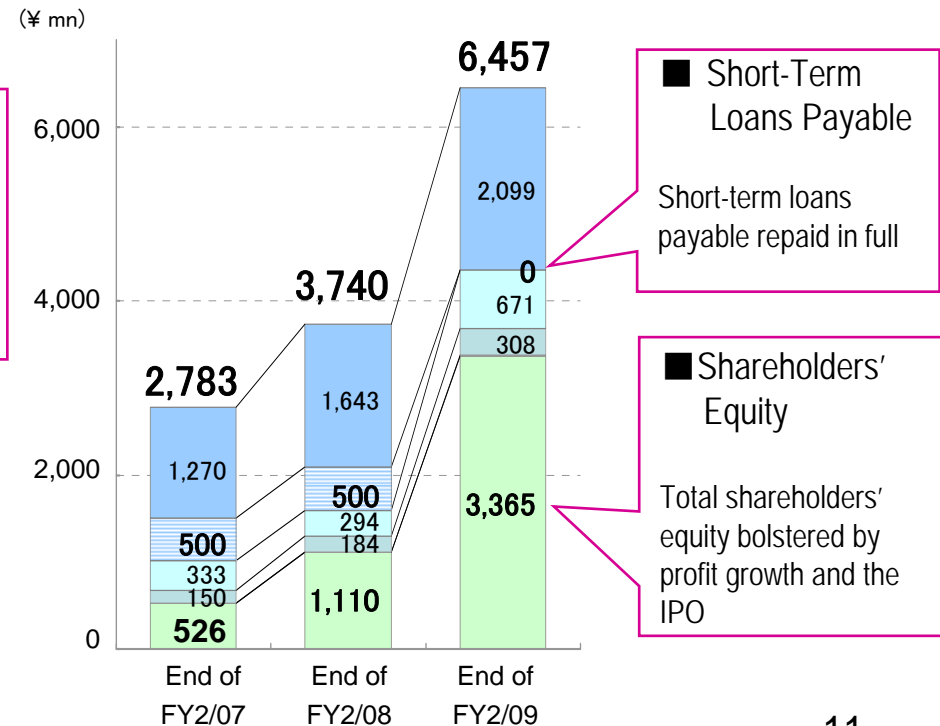 (¥ mn)
6,000
4,000
2,000
0
2,783
1,270
500
333
150
526
3,740
1,643
500
294
184
1,110
6,457
2,099
0
671
308
3,365
End of
FY2/07
End of
FY2/08
End of
FY2/09
■ Short-Term
Loans Payable
Short-term loans
payable repaid in full
■ Shareholders'
Equity
Total shareholders'
equity bolstered by
profit growth and the
IPO